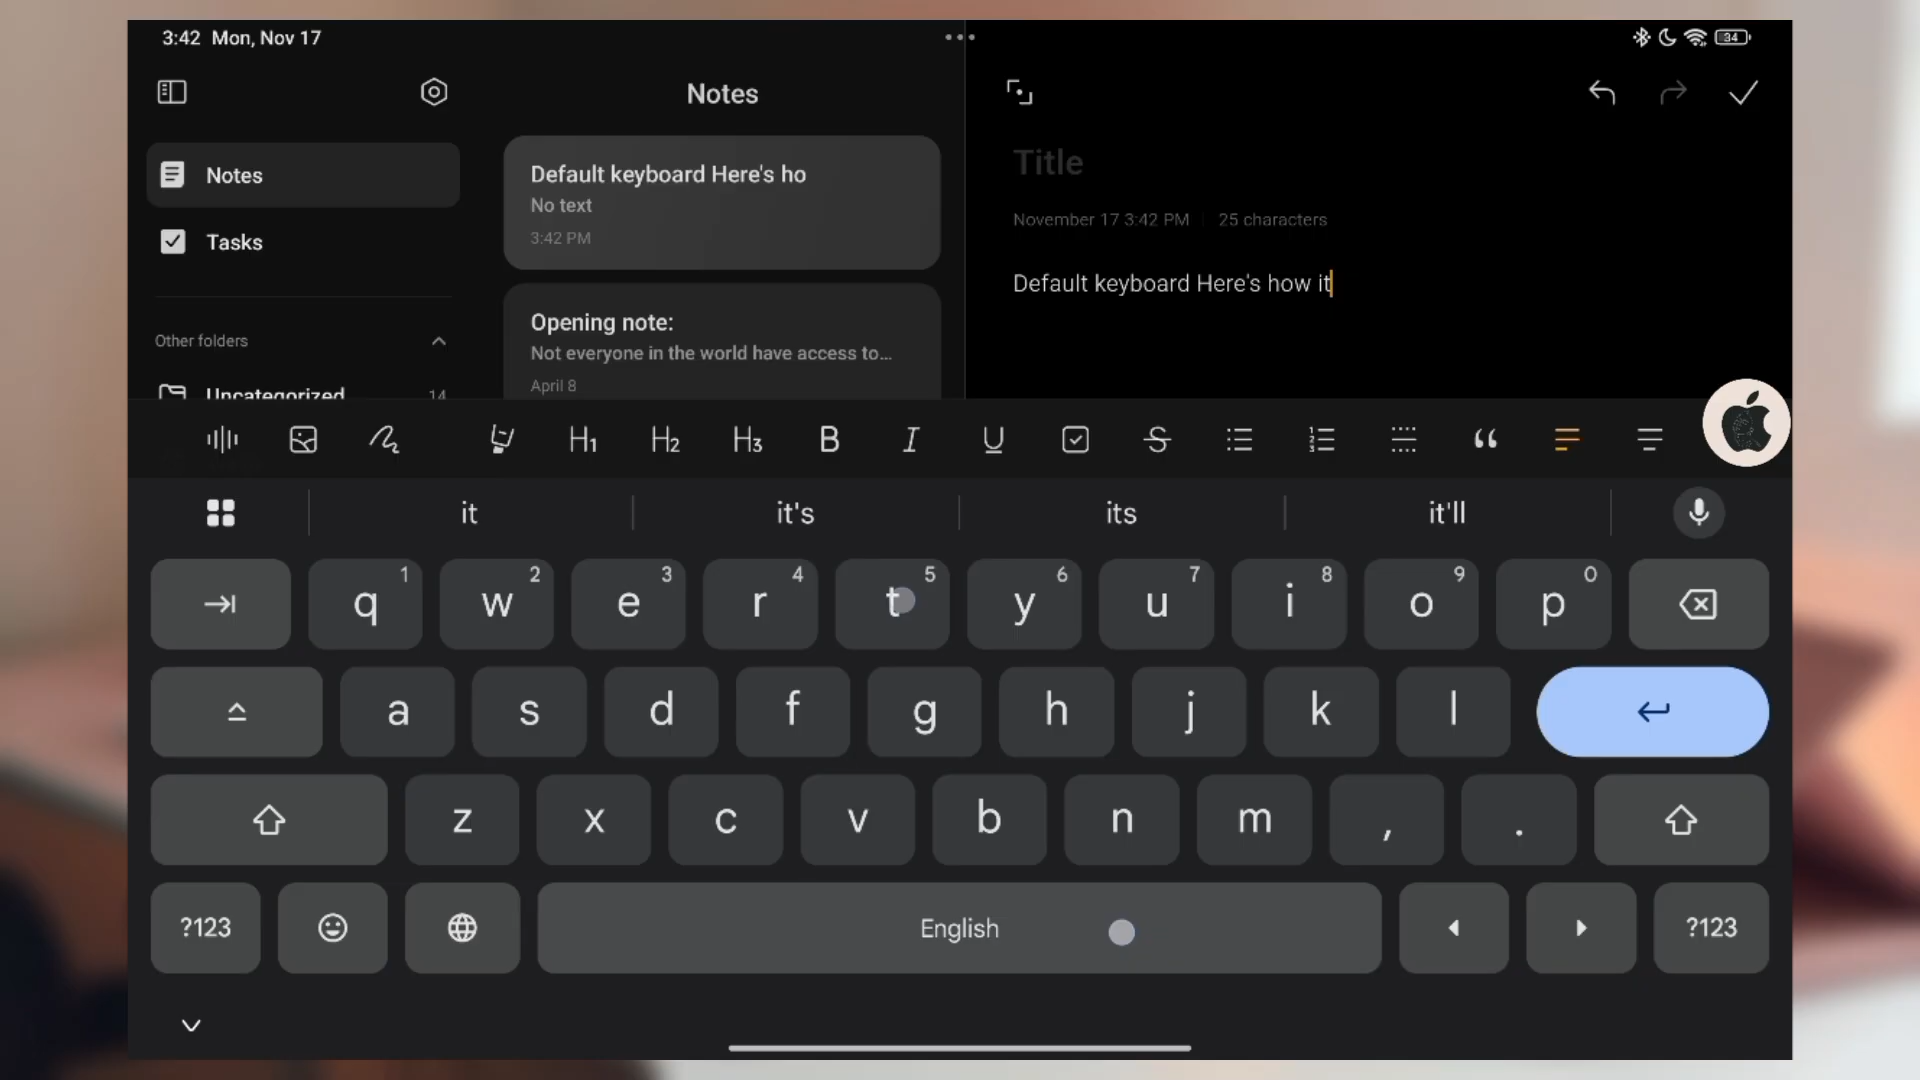 3:42 Mon, Nov 17
34
Notes
Tasks
Other folders
Uncategorized 14
Notes
Default keyboard Here's ho
No text
3:42 PM
Opening note:
Not everyone in the world have access to...
April 8
Title
November 17 3:42 PM | 25 characters
Default keyboard Here's how it
H1 H2 H3 B I U S
it it's its it'll
q 1 w 2 e 3 r 4 t 5 y 6 u 7 i 8 o 9 p 0
a s d f g h j k l
z x c v b n m , .
?123 English ?123